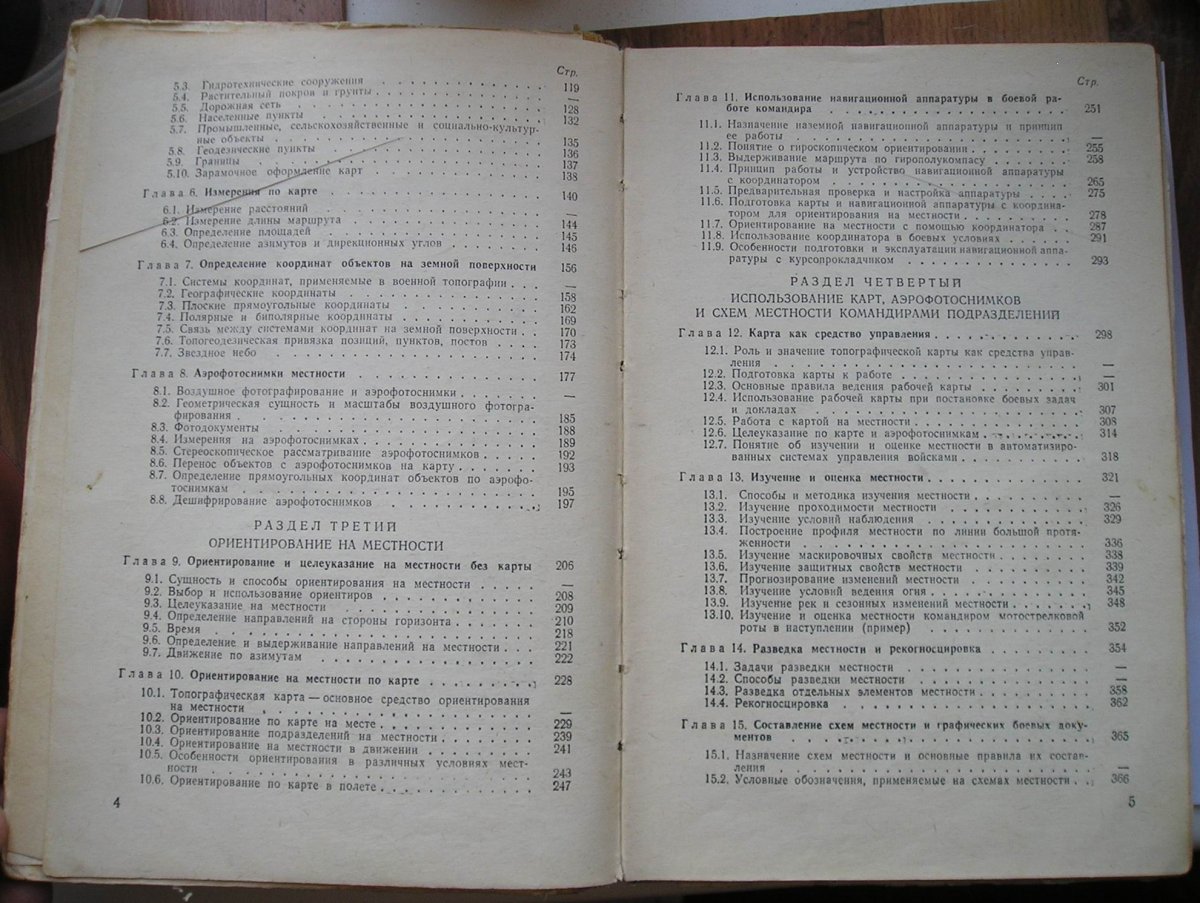 Стр.
5.3. Гидротехнические сооружения . . . . . . . . . . . 119
5.4. Растительный покров и грунты . . . . . . . . . . . —
5.5. Дорожная сеть . . . . . . . . . . . 128
5.6. Населенные пункты . . . . . . . . . . . 132
5.7. Промышленные, сельскохозяйственные и социально-культур-
ные объекты . . . . . . . . . . . 135
5.8. Геодезические пункты . . . . . . . . . . . 136
5.9. Границы . . . . . . . . . . . 137
5.10. Зарамочное оформление карт . . . . . . . . . . . 138
Глава 6. Измерения по карте . . . . . . . . . . . 140
6.1. Измерение расстояний . . . . . . . . . . . —
6.2. Измерение длины маршрута . . . . . . . . . . . 144
6.3. Определение площадей . . . . . . . . . . . 145
6.4. Определение азимутов и дирекционных углов . . . . . . . 146
Глава 7. Определение координат объектов на земной поверхности 156
7.1. Системы координат, применяемые в военной топографии . . . —
7.2. Географические координаты . . . . . . . . . . . 158
7.3. Плоские прямоугольные координаты . . . . . . . . . . . 162
7.4. Полярные и биполярные координаты . . . . . . . . . . . 169
7.5. Связь между системами координат на земной поверхности . . 170
7.6. Топогеодезическая привязка позиций, пунктов, постов . . . . 173
7.7. Звездное небо . . . . . . . . . . . 174
Глава 8. Аэрофотоснимки местности . . . . . . . . . . . 177
8.1. Воздушное фотографирование и аэрофотоснимки . . . . . . —
8.2. Геометрическая сущность и масштабы воздушного фотогра-
фирования . . . . . . . . . . . 185
8.3. Фотодокументы . . . . . . . . . . . 188
8.4. Измерения на аэрофотоснимках . . . . . . . . . . . 189
8.5. Стереоскопическое рассматривание аэрофотоснимков . . . . . 192
8.6. Перенос объектов с аэрофотоснимков на карту . . . . . . . 193
8.7. Определение прямоугольных координат объектов по аэрофо-
тоснимкам . . . . . . . . . . . 195
8.8. Дешифрирование аэрофотоснимков . . . . . . . . . . . 197
РАЗДЕЛ ТРЕТИЙ
ОРИЕНТИРОВАНИЕ НА МЕСТНОСТИ
Глава 9. Ориентирование и целеуказание на местности без карты 206
9.1. Сущность и способы ориентирования на местности . . . . . —
9.2. Выбор и использование ориентиров . . . . . . . . . . . 208
9.3. Целеуказание на местности . . . . . . . . . . . 209
9.4. Определение направлений на стороны горизонта . . . . . . . 210
9.5. Время . . . . . . . . . . . 218
9.6. Определение и выдерживание направлений на местности . . . 221
9.7. Движение по азимутам . . . . . . . . . . . 222
Глава 10. Ориентирование на местности по карте . . . . . . . 228
10.1. Топографическая карта — основное средство ориентирования
на местности . . . . . . . . . . . —
10.2. Ориентирование по карте на месте . . . . . . . . . . . 229
10.3. Ориентирование подразделений на местности . . . . . . . 239
10.4. Ориентирование на местности в движении . . . . . . . . 241
10.5. Особенности ориентирования в различных условиях мест-
ности . . . . . . . . . . . 243
10.6. Ориентирование по карте в полете . . . . . . . . . . . 247
4
Стр.
Глава 11. Использование навигационной аппаратуры в боевой ра-
боте командира . . . . . . . . . . . 251
11.1. Назначение наземной навигационной аппаратуры и принцип
ее работы . . . . . . . . . . . —
11.2. Понятие о гироскопическом ориентировании . . . . . . . . 255
11.3. Выдерживание маршрута по гирополукомпасу . . . . . . . 258
11.4. Принцип работы и устройство навигационной аппаратуры
с координатором . . . . . . . . . . . 265
11.5. Предварительная проверка и настройка аппаратуры . . . . 275
11.6. Подготовка карты и навигационной аппаратуры с координа-
тором для ориентирования на местности . . . . . . . . 278
11.7. Ориентирование на местности с помощью координатора . . . 287
11.8. Использование координатора в боевых условиях . . . . . . 291
11.9. Особенности подготовки и эксплуатации навигационной аппа-
ратуры с курсопрокладчиком . . . . . . . . . . . 293
РАЗДЕЛ ЧЕТВЕРТЫЙ
ИСПОЛЬЗОВАНИЕ КАРТ, АЭРОФОТОСНИМКОВ
И СХЕМ МЕСТНОСТИ КОМАНДИРАМИ ПОДРАЗДЕЛЕНИЙ
Глава 12. Карта как средство управления . . . . . . . . . . . 298
12.1. Роль и значение топографической карты как средства управ-
ления . . . . . . . . . . . —
12.2. Подготовка карты к работе . . . . . . . . . . . —
12.3. Основные правила ведения рабочей карты . . . . . . . . 301
12.4. Использование рабочей карты при постановке боевых задач
и докладах . . . . . . . . . . . 307
12.5. Работа с картой на местности . . . . . . . . . . . 308
12.6. Целеуказание по карте и аэрофотоснимкам . . . . . . . . 314
12.7. Понятие об изучении и оценке местности в автоматизиро-
ванных системах управления войсками . . . . . . . . . 318
Глава 13. Изучение и оценка местности . . . . . . . . . . . 321
13.1. Способы и методика изучения местности . . . . . . . . —
13.2. Изучение проходимости местности . . . . . . . . . . . 326
13.3. Изучение условий наблюдения . . . . . . . . . . . 329
13.4. Построение профиля местности по линии большой протя-
женности . . . . . . . . . . . 336
13.5. Изучение маскировочных свойств местности . . . . . . . 338
13.6. Изучение защитных свойств местности . . . . . . . . . 339
13.7. Прогнозирование изменений местности . . . . . . . . . 342
13.8. Изучение условий ведения огня . . . . . . . . . . . 345
13.9. Изучение рек и сезонных изменений местности . . . . . . 348
13.10. Изучение и оценка местности командиром мотострелковой
роты в наступлении (пример) . . . . . . . . . . . 352
Глава 14. Разведка местности и рекогносцировка . . . . . . . 354
14.1. Задачи разведки местности . . . . . . . . . . . —
14.2. Способы разведки местности . . . . . . . . . . . —
14.3. Разведка отдельных элементов местности . . . . . . . . 358
14.4. Рекогносцировка . . . . . . . . . . . 362
Глава 15. Составление схем местности и графических боевых доку-
ментов . . . . . . . . . . . 365
15.1. Назначение схем местности и основные правила их состав-
ления . . . . . . . . . . . —
15.2. Условные обозначения, применяемые на схемах местности . . 366
5